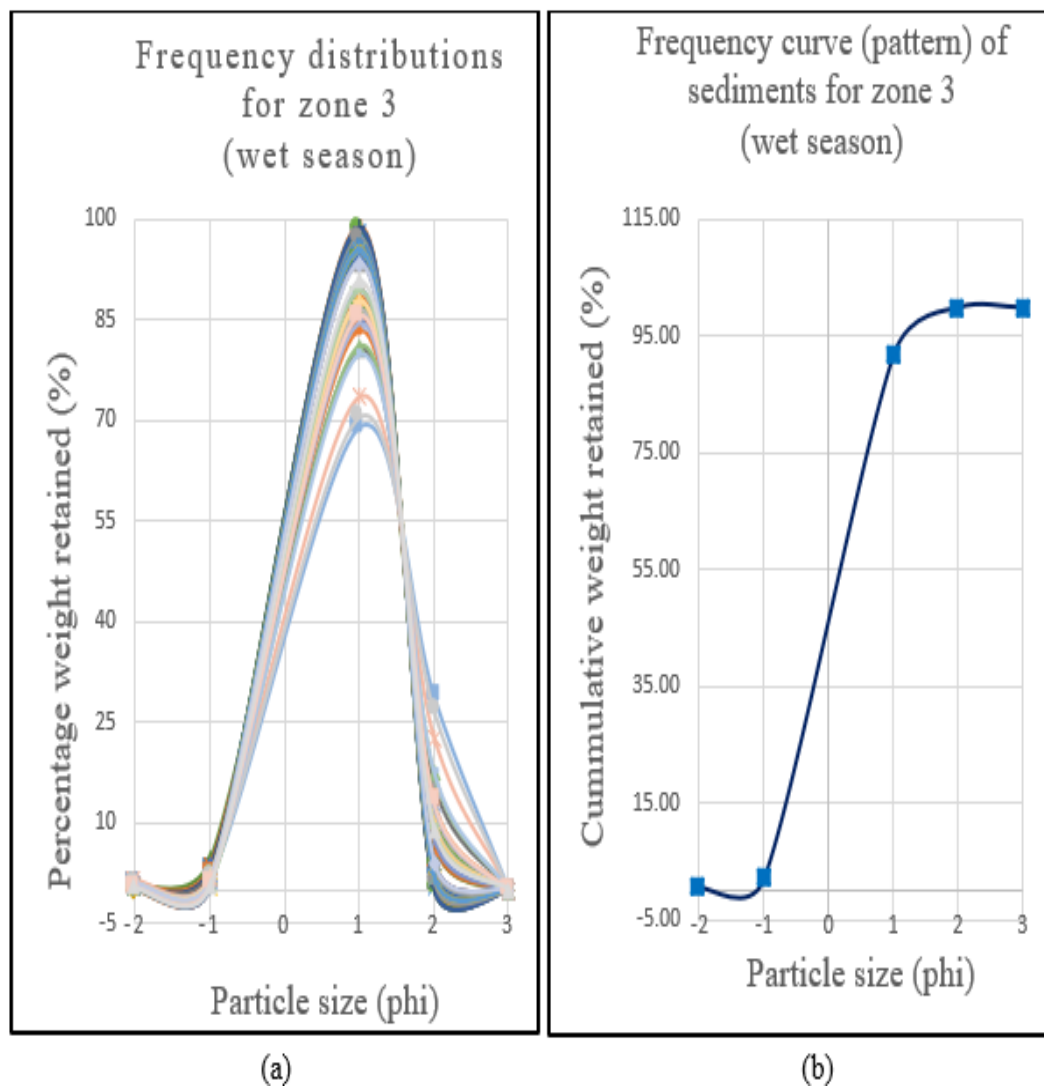 Frequency distributions
for zone 3
(wet season)
Percentage weight retained (%)
100
85
70
55
40
25
10
-5
-2
-1
0
1
2
3
Particle size (phi)
(a)
Frequency curve (pattern) of
sediments for zone 3
(wet season)
Cummulative weight retained (%)
115.00
95.00
75.00
55.00
35.00
15.00
-5.00
-2
-1
0
1
2
3
Particle size (phi)
(b)